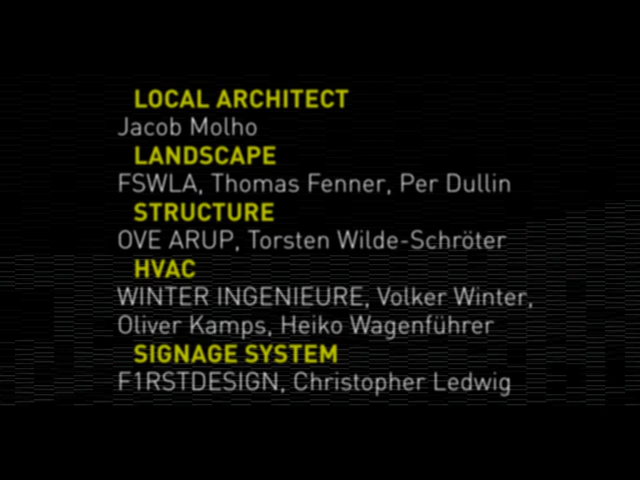 LOCAL ARCHITECT
Jacob Molho
LANDSCAPE
FSWLA, Thomas Fenner, Per Dullin
STRUCTURE
OVE ARUP, Torsten Wilde-Schröter
HVAC
WINTER INGENIEURE, Volker Winter,
Oliver Kamps, Heiko Wagenführer
SIGNAGE SYSTEM
F1RSTDESIGN, Christopher Ledwig